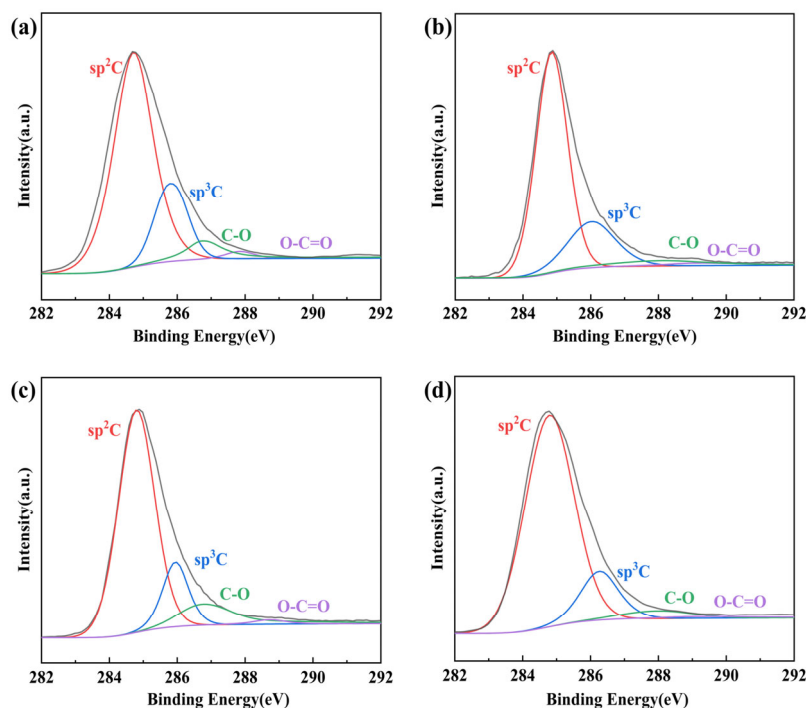 (a)
sp²C
sp³C
C-O
O-C=O
Intensity(a.u.)
282 284 286 288 290 292
Binding Energy(eV)
(b)
sp²C
sp³C
C-O
O-C=O
Intensity(a.u.)
282 284 286 288 290 292
Binding Energy(eV)
(c)
sp²C
sp³C
C-O
O-C=O
Intensity(a.u.)
282 284 286 288 290 292
Binding Energy(eV)
(d)
sp²C
sp³C
C-O
O-C=O
Intensity(a.u.)
282 284 286 288 290 292
Binding Energy(eV)